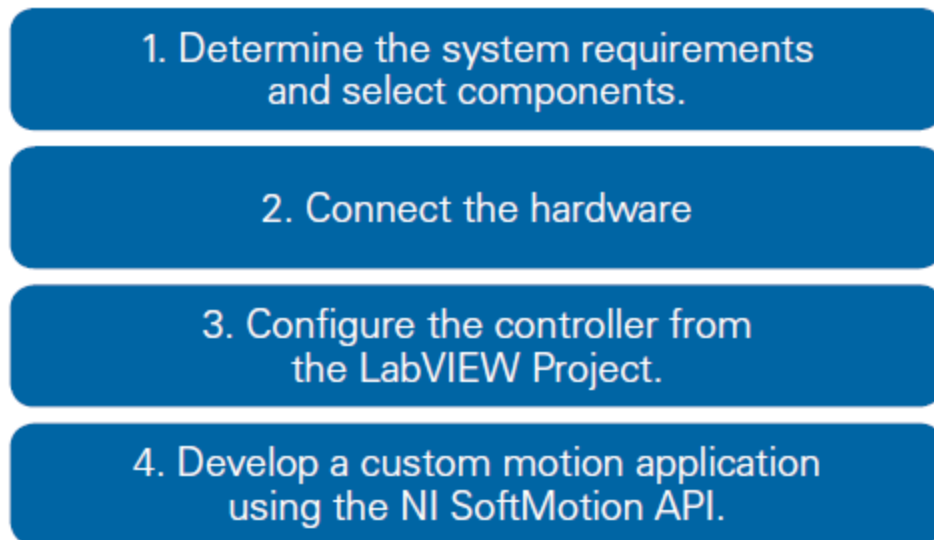 1. Determine the system requirements
and select components.
2. Connect the hardware
3. Configure the controller from
the LabVIEW Project.
4. Develop a custom motion application
using the NI SoftMotion API.